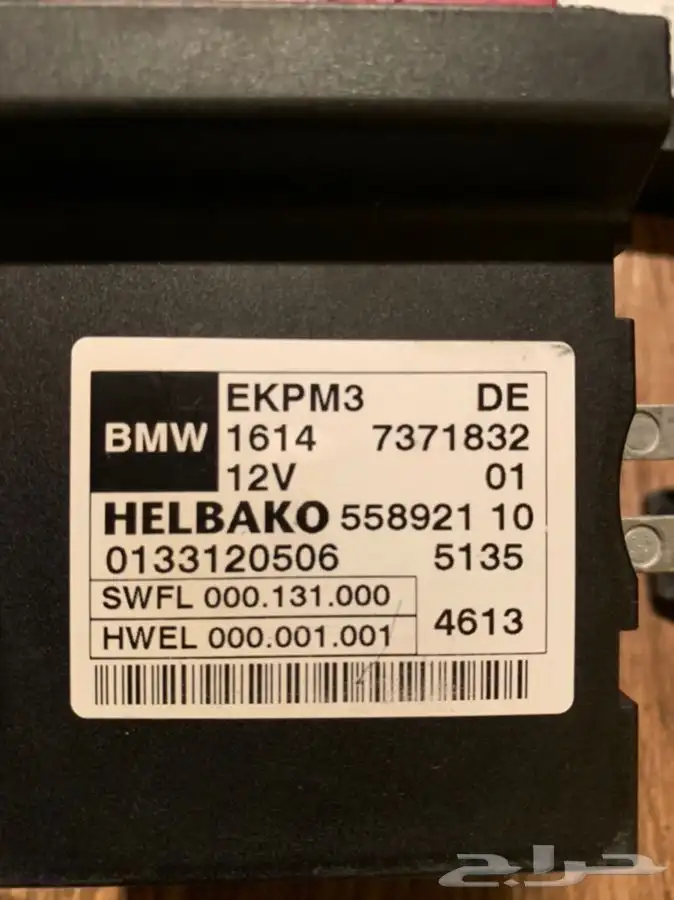 EKPM3 DE
BMW 1614 7371832
12V 01
HELBAKO 558921 10
0133120506 5135
SWFL 000.131.000
HWEL 000.001.001 4613
حراج